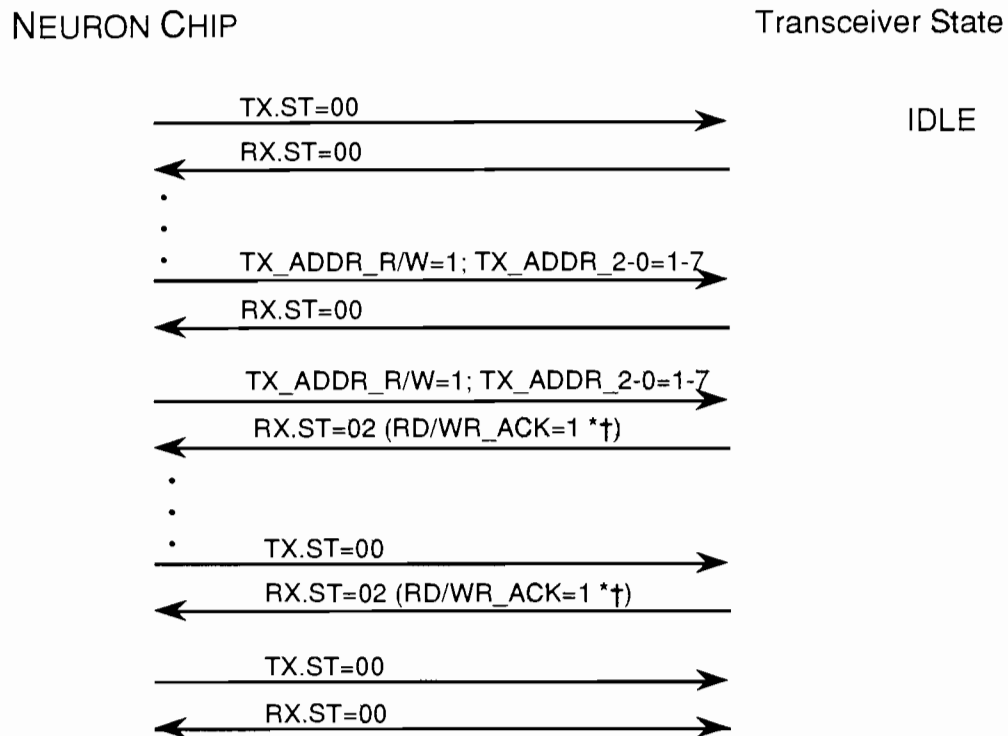 NEURON CHIP Transceiver State
TX.ST=00 IDLE
RX.ST=00
TX_ADDR_R/W=1; TX_ADDR_2-0=1-7
RX.ST=00
TX_ADDR_R/W=1; TX_ADDR_2-0=1-7
RX.ST=02 (RD/WR_ACK=1 *†)
TX.ST=00
RX.ST=02 (RD/WR_ACK=1 *†)
TX.ST=00
RX.ST=00